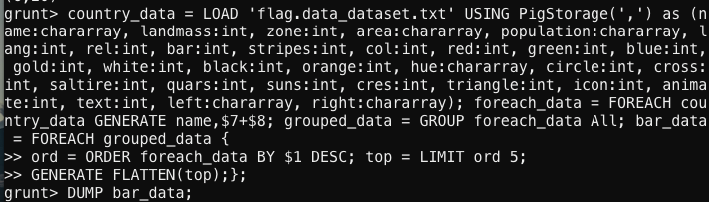 grunt> country_data = LOAD 'flag.data_dataset.txt' USING PigStorage(',') as (n
ame:chararray, landmass:int, zone:int, area:chararray, population:chararray, l
ang:int, rel:int, bar:int, stripes:int, col:int, red:int, green:int, blue:int,
 gold:int, white:int, black:int, orange:int, hue:chararray, circle:int, cross:
int, saltire:int, quars:int, suns:int, cres:int, triangle:int, icon:int, anima
te:int, text:int, left:chararray, right:chararray); foreach_data = FOREACH cou
ntry_data GENERATE name,$7+$8; grouped_data = GROUP foreach_data All; bar_data
 = FOREACH grouped_data {
>> ord = ORDER foreach_data BY $1 DESC; top = LIMIT ord 5;
>> GENERATE FLATTEN(top);};
grunt> DUMP bar_data;